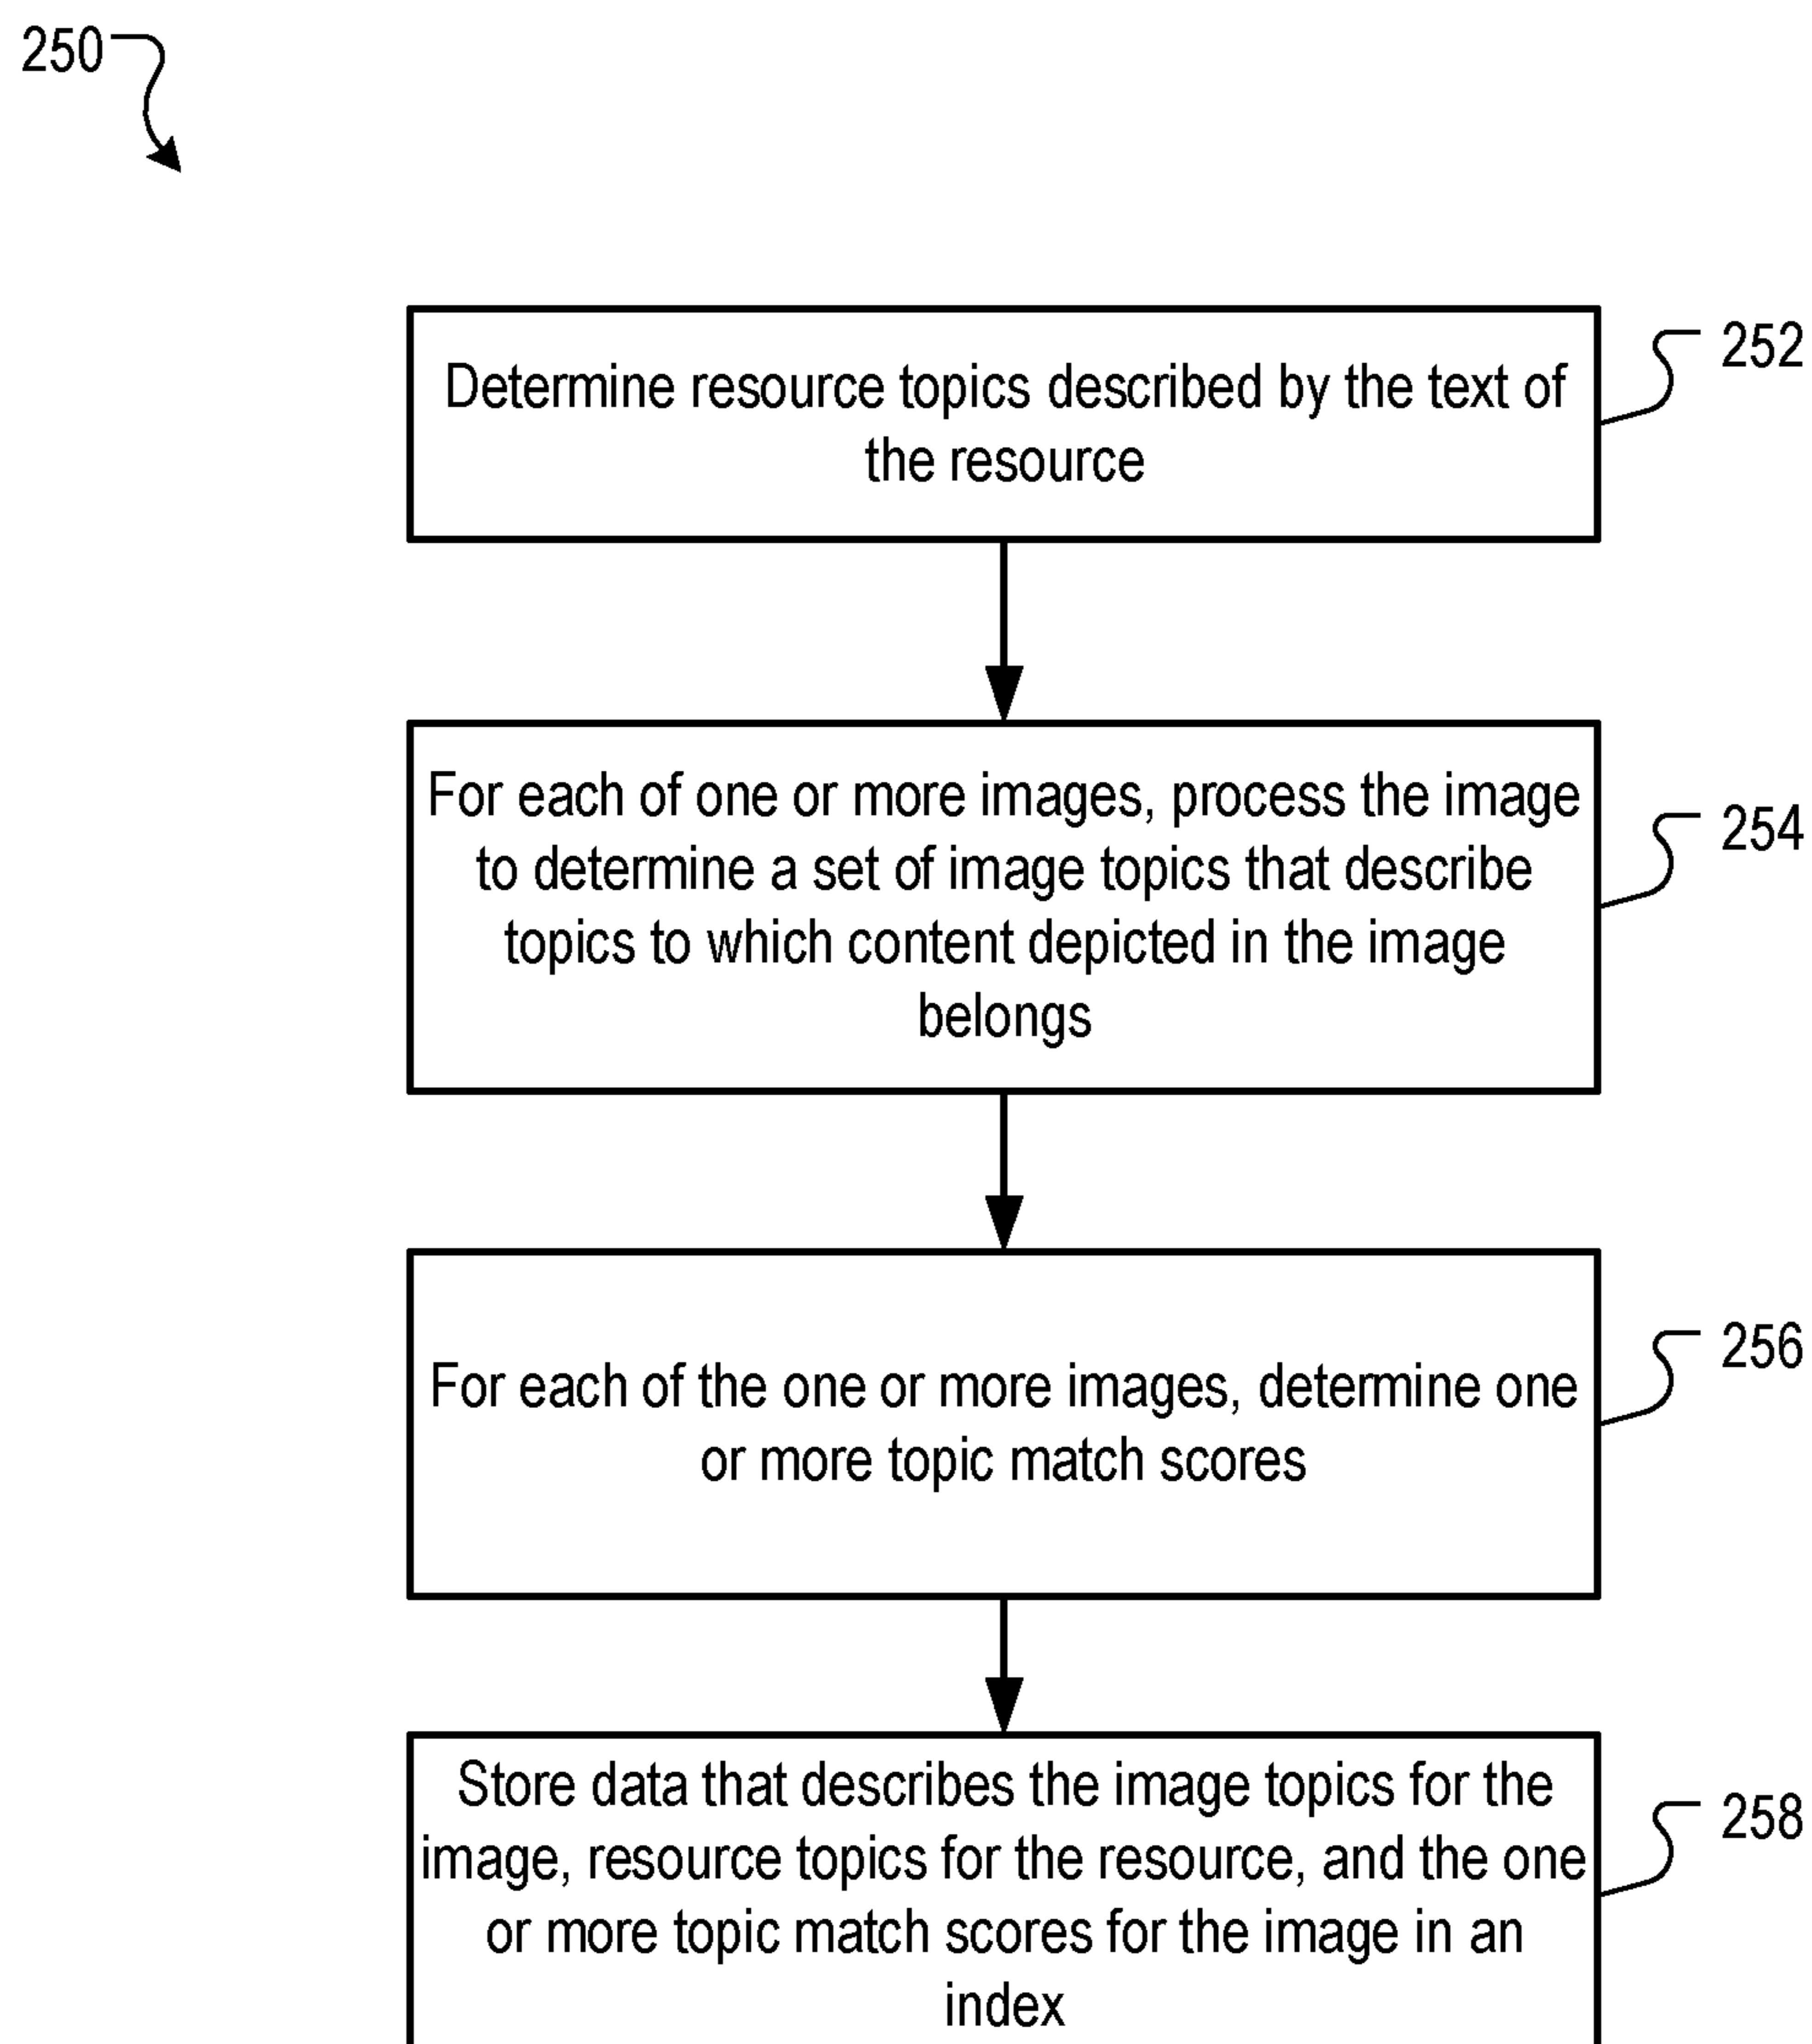 250
Determine resource topics described by the text of
the resource
252
For each of one or more images, process the image
to determine a set of image topics that describe
topics to which content depicted in the image
belongs
254
For each of the one or more images, determine one
or more topic match scores
256
Store data that describes the image topics for the
image, resource topics for the resource, and the one
or more topic match scores for the image in an
index
258